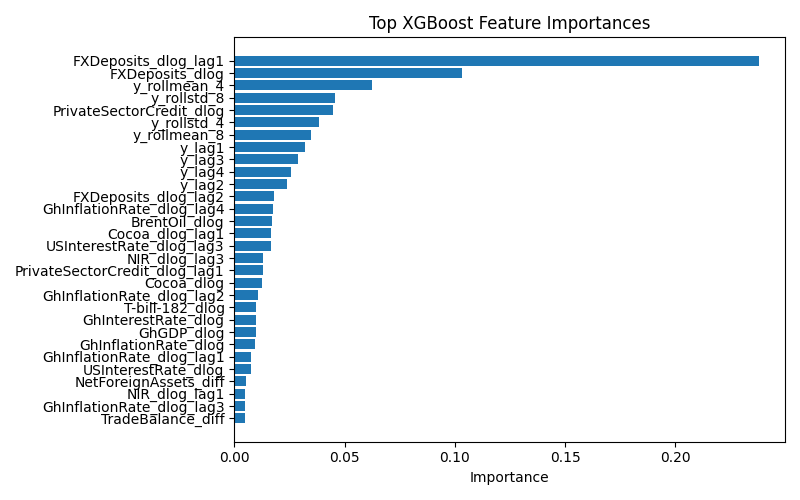 Top XGBoost Feature Importances
FXDeposits_dlog_lag1
FXDeposits_dlog
y_rollmean_4
y_rollstd_8
PrivateSectorCredit_dlog
y_rollstd_4
y_rollmean_8
y_lag1
y_lag3
y_lag4
y_lag2
FXDeposits_dlog_lag2
GhInflationRate_dlog_lag4
BrentOil_dlog
Cocoa_dlog_lag1
USInterestRate_dlog_lag3
NIR_dlog_lag3
PrivateSectorCredit_dlog_lag1
Cocoa_dlog
GhInflationRate_dlog_lag2
T-bill-182_dlog
GhInterestRate_dlog
GhGDP_dlog
GhInflationRate_dlog
GhInflationRate_dlog_lag1
USInterestRate_dlog
NetForeignAssets_diff
NIR_dlog_lag1
GhInflationRate_dlog_lag3
TradeBalance_diff
0.00 0.05 0.10 0.15 0.20
Importance